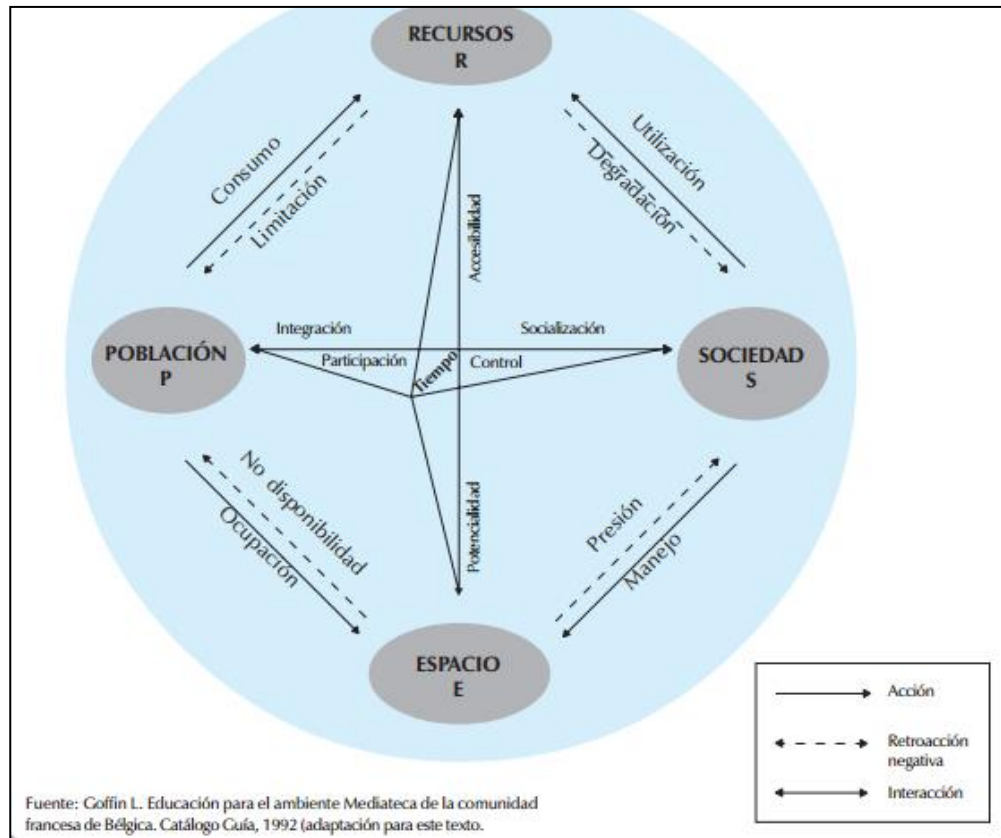 RECURSOS
R
Consumo
Limitación
Utilización
Degradación
Accesibilidad
Integración
Socialización
POBLACIÓN
P
Participación
Tiempo
Control
SOCIEDAD
S
No disponibilidad
Ocupación
Potencialidad
Presión
Manejo
ESPACIO
E
Acción
Retroacción
negativa
Interacción
Fuente: Goffin L. Educación para el ambiente Mediateca de la comunidad
francesa de Bélgica. Catálogo Guía, 1992 (adaptación para este texto.